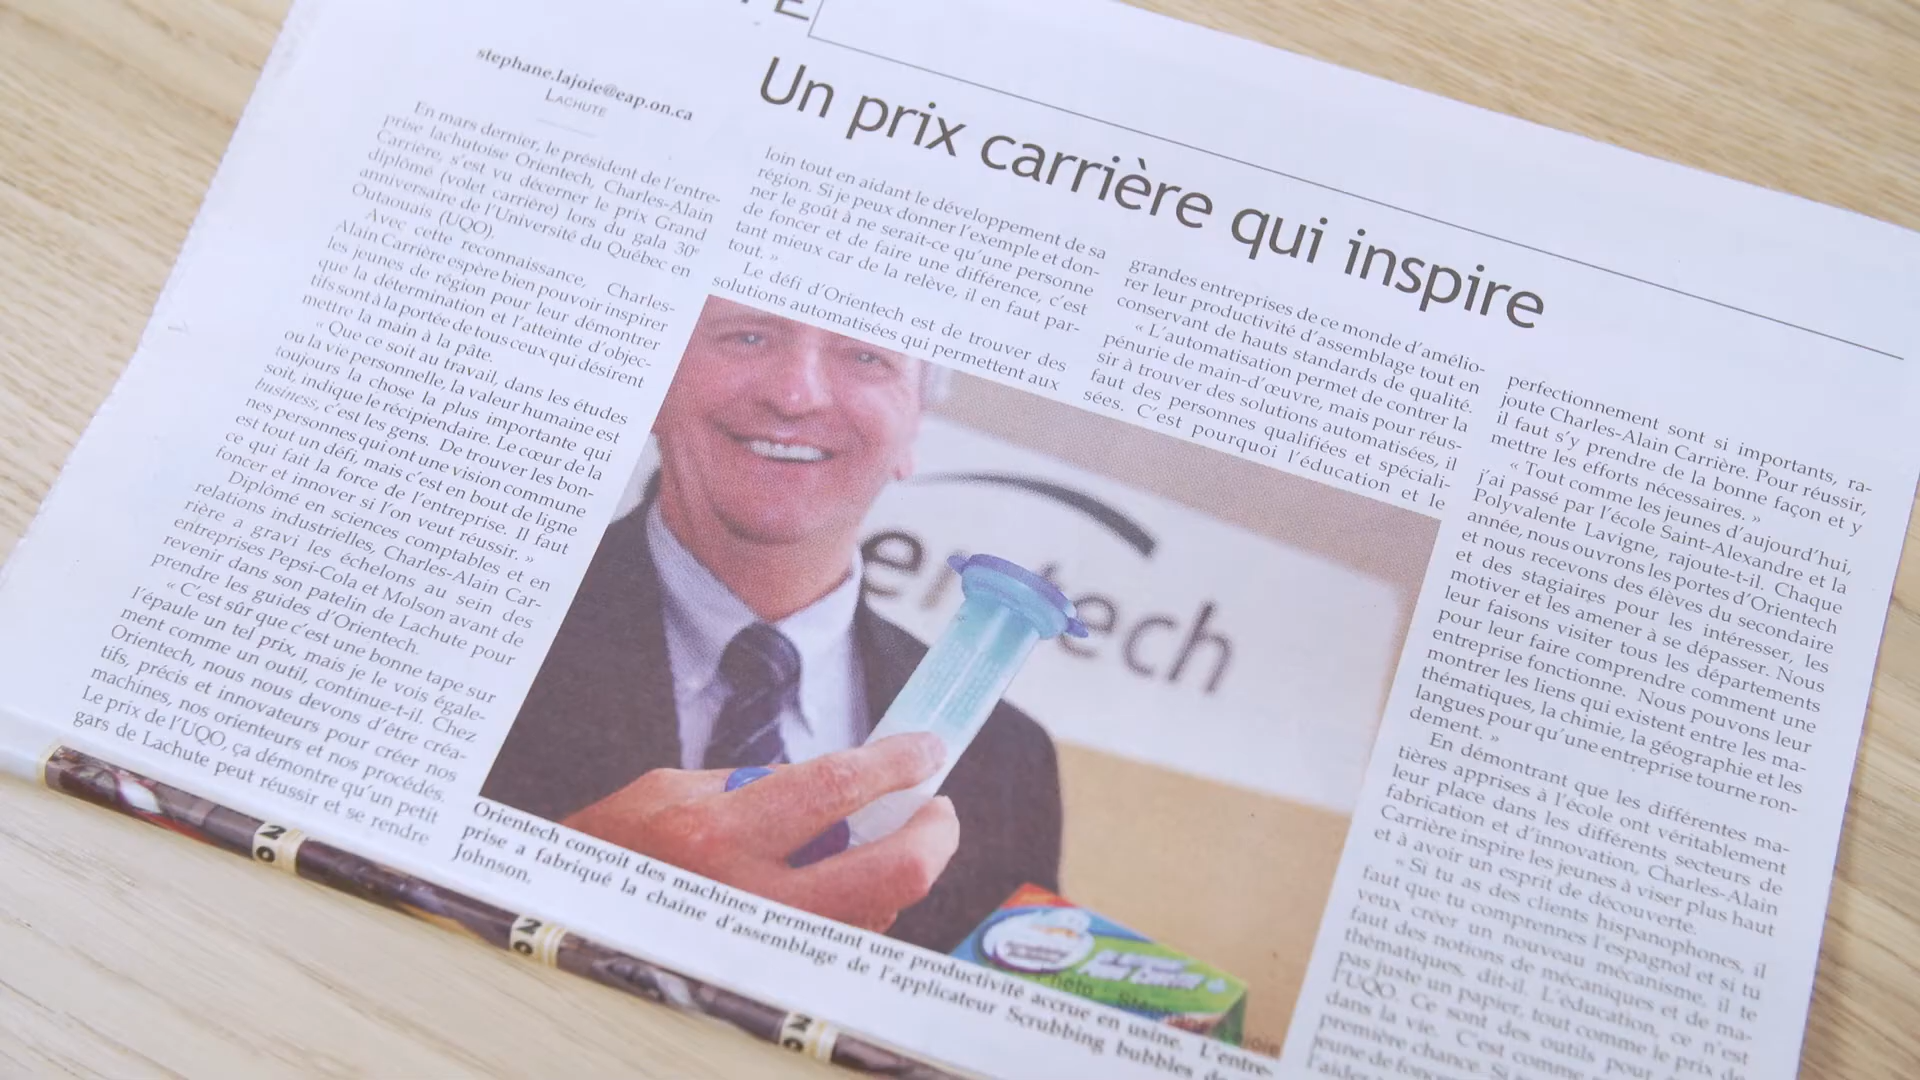 Un prix carrière qui inspire
stephane.lajoie@eap.on.ca
LACHUTE
En mars dernier, le président de l'entre-
prise lachutoise Orientech, Charles-Alain
Carrière, s'est vu décerner le prix Grand
diplômé (volet carrière) lors du gala 30e
anniversaire de l'Université du Québec en
Outaouais (UQO).
Avec cette reconnaissance, Charles-
Alain Carrière espère bien pouvoir inspirer
les jeunes de région pour leur démontrer
que la détermination et l'atteinte d'objec-
tifs sont à la portée de tous ceux qui désirent
mettre la main à la pâte.
« Que ce soit au travail, dans les études
ou la vie personnelle, la valeur humaine est
toujours la chose la plus importante qui
soit, indique le récipiendaire. Le cœur de la
business, c'est les gens. De trouver les bon-
nes personnes qui ont une vision commune
est tout un défi, mais c'est en bout de ligne
ce qui fait la force de l'entreprise. Il faut
foncer et innover si l'on veut réussir. »
Diplômé en sciences comptables et en
relations industrielles, Charles-Alain Car-
rière a gravi les échelons au sein des
entreprises Pepsi-Cola et Molson avant de
revenir dans son patelin de Lachute pour
prendre les guides d'Orientech.
« C'est sûr que c'est une bonne tape sur
l'épaule un tel prix, mais je le vois égale-
ment comme un outil, continue-t-il. Chez
Orientech, nous nous devons d'être créa-
tifs, précis et innovateurs pour créer nos
machines, nos orienteurs et nos procédés.
Le prix de l'UQO, ça démontre qu'un petit
gars de Lachute peut réussir et se rendre
loin tout en aidant le développement de sa
région. Si je peux donner l'exemple et don-
ner le goût à ne serait-ce qu'une personne
de foncer et de faire une différence, c'est
tant mieux car de la relève, il en faut par-
tout. »
Le défi d'Orientech est de trouver des
solutions automatisées qui permettent aux
grandes entreprises de ce monde d'amélio-
rer leur productivité d'assemblage tout en
conservant de hauts standards de qualité.
« L'automatisation permet de contrer la
pénurie de main-d'œuvre, mais pour réus-
sir à trouver des solutions automatisées, il
faut des personnes qualifiées et spéciali-
sées. C'est pourquoi l'éducation et le
perfectionnement sont si importants, ra-
joute Charles-Alain Carrière. Pour réussir,
il faut s'y prendre de la bonne façon et y
mettre les efforts nécessaires. »
« Tout comme les jeunes d'aujourd'hui,
j'ai passé par l'école Saint-Alexandre et la
Polyvalente Lavigne, rajoute-t-il. Chaque
année, nous ouvrons les portes d'Orientech
et nous recevons des élèves du secondaire
et des stagiaires pour les intéresser, les
motiver et les amener à se dépasser. Nous
leur faisons visiter tous les départements
pour leur faire comprendre comment une
entreprise fonctionne. Nous pouvons leur
montrer les liens qui existent entre les ma-
thématiques, la chimie, la géographie et les
langues pour qu'une entreprise tourne ron-
dement. »
En démontrant que les différentes ma-
tières apprises à l'école ont véritablement
leur place dans les différents secteurs de
fabrication et d'innovation, Charles-Alain
Carrière inspire les jeunes à viser plus haut
et à avoir un esprit de découverte.
« Si tu as des clients hispanophones, il
faut que tu comprennes l'espagnol et si tu
veux créer un nouveau mécanisme, il te
faut des notions de mécaniques et de ma-
thématiques, dit-il. L'éducation, ce n'est
pas juste un papier, tout comme le prix de
l'UQO. Ce sont des outils pour
dans la vie. C'est comme
première chance. Si
jeune de
l'aider
entech
Orientech conçoit des machines permettant une productivité accrue en usine. L'entre-
prise a fabriqué la chaîne d'assemblage de l'applicateur Scrubbing bubbles de
Johnson.